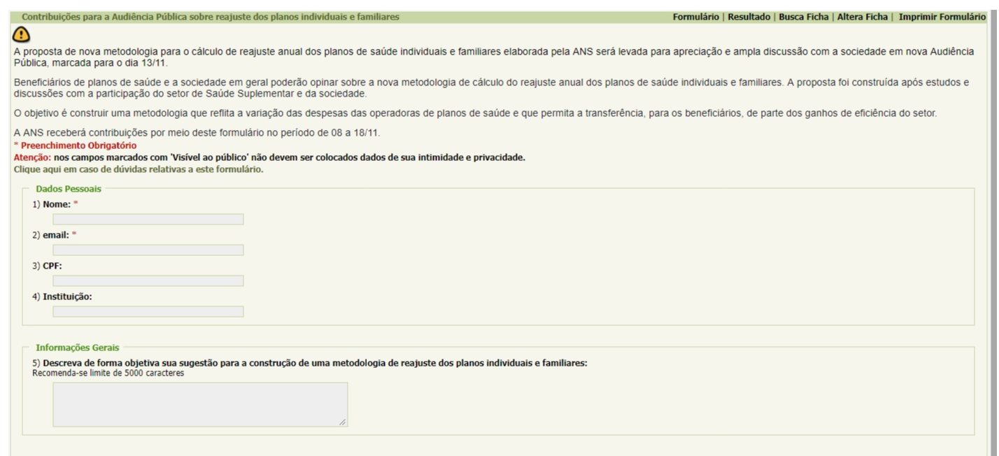 Contribuições para a Audiência Pública sobre reajuste dos planos individuais e familiares
Formulário | Resultado | Busca Ficha | Altera Ficha | Imprimir Formulário
A proposta de nova metodologia para o cálculo de reajuste anual dos planos de saúde individuais e familiares elaborada pela ANS será levada para apreciação e ampla discussão com a sociedade em nova Audiência
Pública, marcada para o dia 13/11.
Beneficiários de planos de saúde e a sociedade em geral poderão opinar sobre a nova metodologia de cálculo do reajuste anual dos planos de saúde individuais e familiares. A proposta foi construída após estudos e
discussões com a participação do setor de Saúde Suplementar e da sociedade.
O objetivo é construir uma metodologia que reflita a variação das despesas das operadoras de planos de saúde e que permita a transferência, para os beneficiários, de parte dos ganhos de eficiência do setor.
A ANS receberá contribuições por meio deste formulário no período de 08 a 18/11.
* Preenchimento Obrigatório
Atenção: nos campos marcados com 'Visível ao público' não devem ser colocados dados de sua intimidade e privacidade.
Clique aqui em caso de dúvidas relativas a este formulário.
Dados Pessoais
1) Nome: *
2) email: *
3) CPF:
4) Instituição:
Informações Gerais
5) Descreva de forma objetiva sua sugestão para a construção de uma metodologia de reajuste dos planos individuais e familiares:
Recomenda-se limite de 5000 caracteres